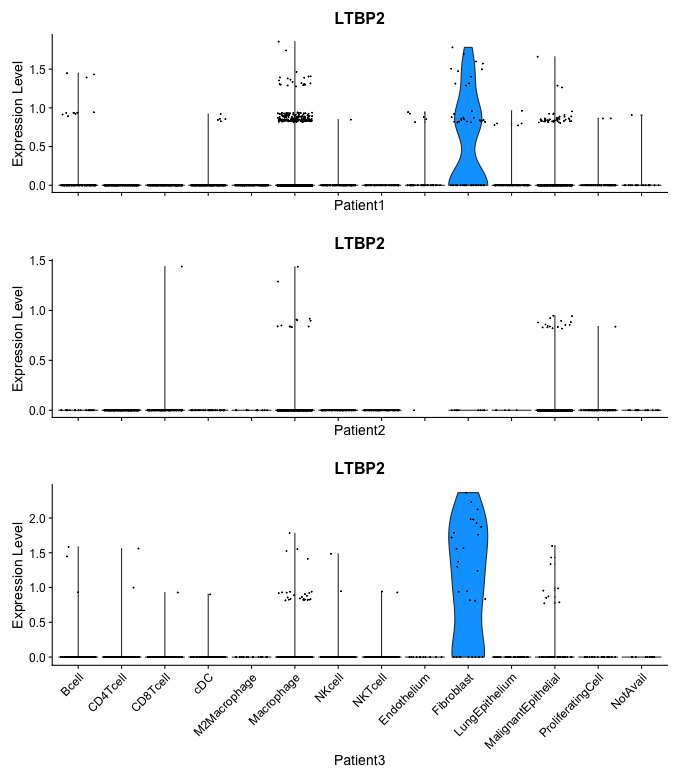 LTBP2
Expression Level
1.5
1.0
0.5
0.0
Patient1
LTBP2
Expression Level
1.5
1.0
0.5
0.0
Patient2
LTBP2
Expression Level
2.0
1.5
1.0
0.5
0.0
Bcell
CD4Tcell
CD8Tcell
cDC
M2Macrophage
Macrophage
NKcell
NKTcell
Endothelium
Fibroblast
LungEpithelium
MalignantEpithelial
ProliferatingCell
NotAvail
Patient3